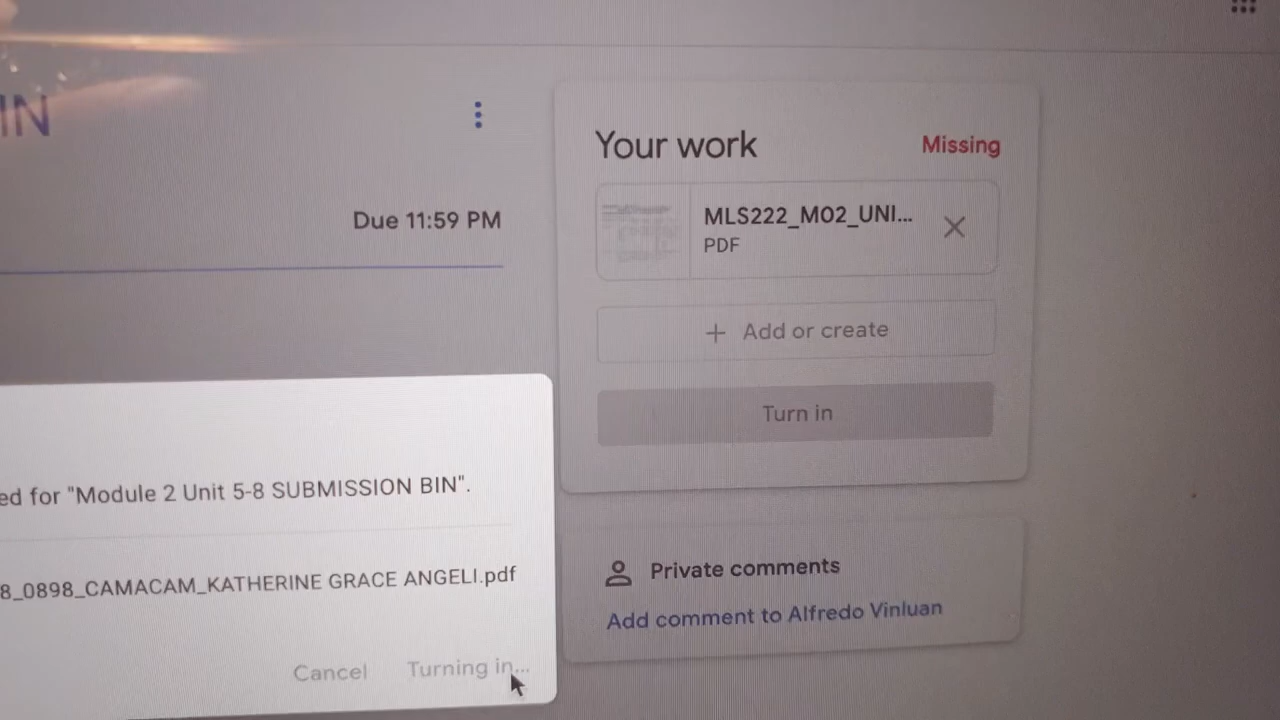 IN
Due 11:59 PM
Your work
Missing
MLS222_M02_UNI...
PDF
+ Add or create
Turn in
ed for "Module 2 Unit 5-8 SUBMISSION BIN".
8_0898_CAMACAM_KATHERINE GRACE ANGELI.pdf
Cancel
Turning in...
Private comments
Add comment to Alfredo Vinluan